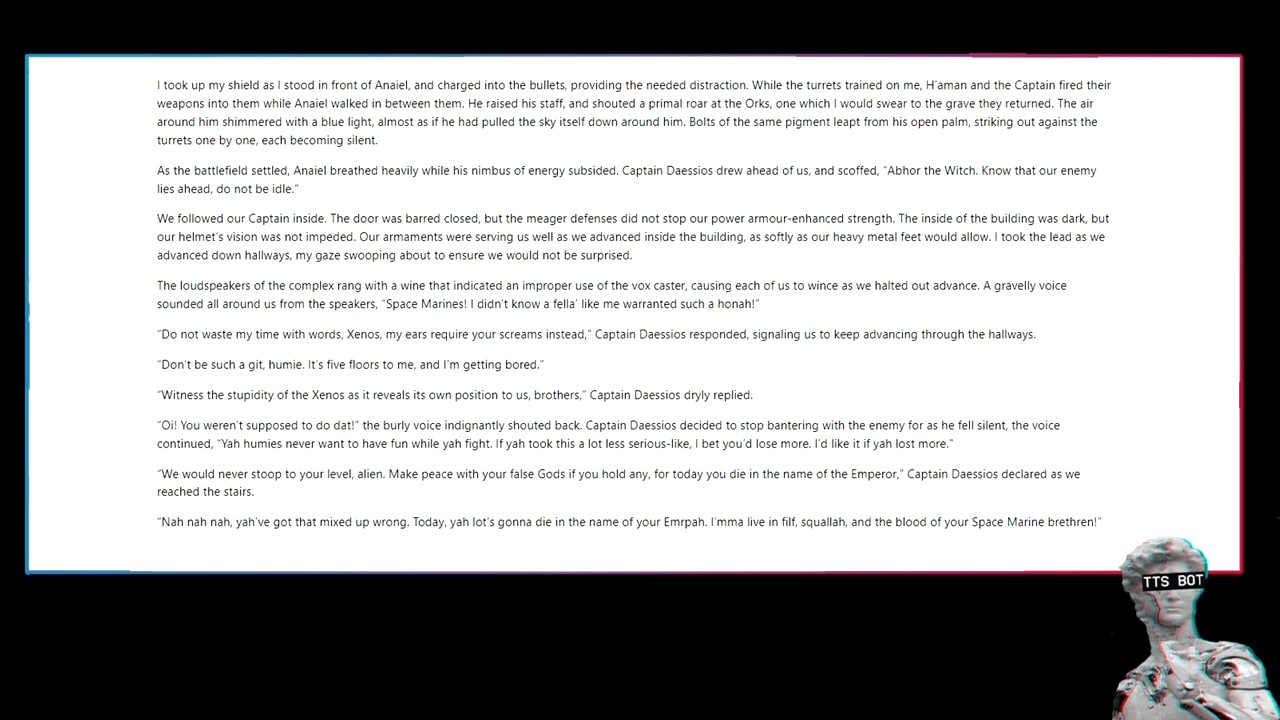 I took up my shield as I stood in front of Anaiel, and charged into the bullets, providing the needed distraction. While the turrets trained on me, H'aman and the Captain fired their
weapons into them while Anaiel walked in between them. He raised his staff, and shouted a primal roar at the Orks, one which I would swear to the grave they returned. The air
around him shimmered with a blue light, almost as if he had pulled the sky itself down around him. Bolts of the same pigment leapt from his open palm, striking out against the
turrets one by one, each becoming silent.
As the battlefield settled, Anaiel breathed heavily while his nimbus of energy subsided. Captain Daessios drew ahead of us, and scoffed, “Abhor the Witch. Know that our enemy
lies ahead, do not be idle.”
We followed our Captain inside. The door was barred closed, but the meager defenses did not stop our power armour-enhanced strength. The inside of the building was dark, but
our helmet's vision was not impeded. Our armaments were serving us well as we advanced inside the building, as softly as our heavy metal feet would allow. I took the lead as we
advanced down hallways, my gaze swooping about to ensure we would not be surprised.
The loudspeakers of the complex rang with a wine that indicated an improper use of the vox caster, causing each of us to wince as we halted out advance. A gravelly voice
sounded all around us from the speakers, “Space Marines! I didn't know a fella' like me warranted such a honah!”
“Do not waste my time with words, Xenos, my ears require your screams instead,” Captain Daessios responded, signaling us to keep advancing through the hallways.
“Don't be such a git, humie. It's five floors to me, and I'm getting bored.”
“Witness the stupidity of the Xenos as it reveals its own position to us, brothers,” Captain Daessios dryly replied.
“Oi! You weren't supposed to do dat!” the burly voice indignantly shouted back. Captain Daessios decided to stop bantering with the enemy for as he fell silent, the voice
continued, “Yah humies never want to have fun while yah fight. If yah took this a lot less serious-like, I bet you'd lose more. I'd like it if yah lost more.”
“We would never stoop to your level, alien. Make peace with your false Gods if you hold any, for today you die in the name of the Emperor,” Captain Daessios declared as we
reached the stairs.
“Nah nah nah, yah've got that mixed up wrong. Today, yah lot's gonna die in the name of your Emrpah. I'mma live in filf, squallah, and the blood of your Space Marine brethren!”
TTS BOT